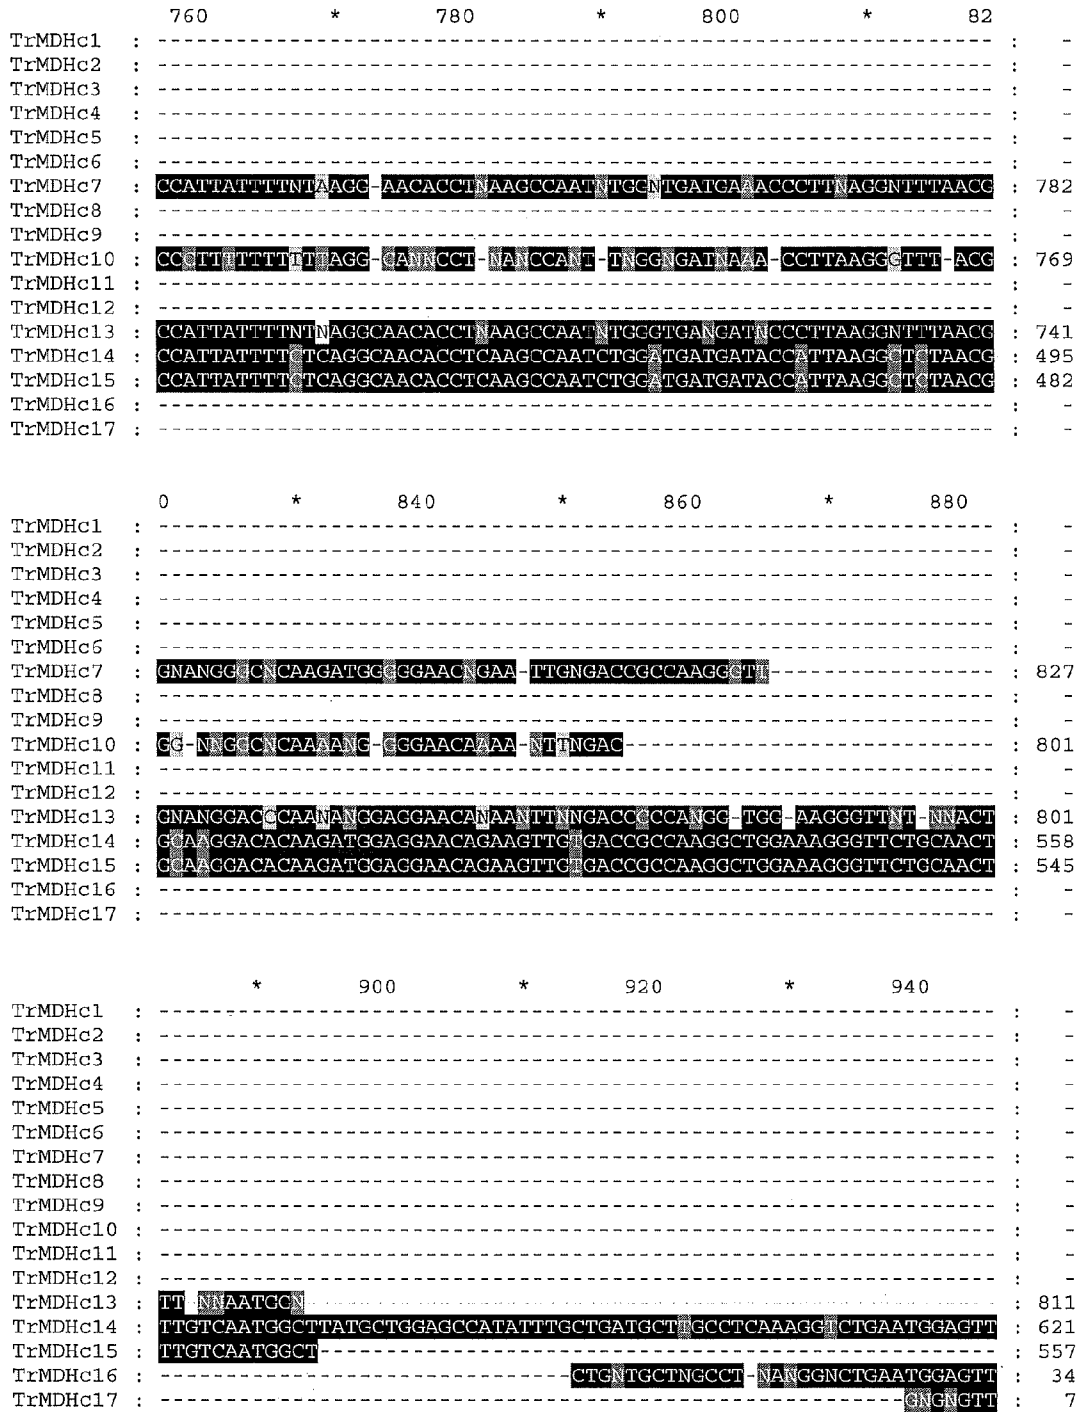 760 * 780 * 800 * 82
TrMDHc1 : --------------------------------------------------------------- : -
TrMDHc2 : --------------------------------------------------------------- : -
TrMDHc3 : --------------------------------------------------------------- : -
TrMDHc4 : --------------------------------------------------------------- : -
TrMDHc5 : --------------------------------------------------------------- : -
TrMDHc6 : --------------------------------------------------------------- : -
TrMDHc7 : CCATTATTTTNTAAGG-AACACCTNAAGCCAATNTGGNTGATGAAACCCTTNAGGNTTTAACG : 782
TrMDHc8 : --------------------------------------------------------------- : -
TrMDHc9 : --------------------------------------------------------------- : -
TrMDHc10 : CCCTTTTTTTTTTAGG-CANNCCT-NANCCANT-TNGGNGATNAAA-CCTTAAGGGTTT-ACG : 769
TrMDHc11 : --------------------------------------------------------------- : -
TrMDHc12 : --------------------------------------------------------------- : -
TrMDHc13 : CCATTATTTTNTNAGGCAACACCTNAAGCCAATNTGGGTGANGATNCCCTTAAGGNTTTAACG : 741
TrMDHc14 : CCATTATTTTCTCAGGCAACACCTCAAGCCAATCTGGATGATGATACCATTAAGGCTCTAACG : 495
TrMDHc15 : CCATTATTTTCTCAGGCAACACCTCAAGCCAATCTGGATGATGATACCATTAAGGCTCTAACG : 482
TrMDHc16 : --------------------------------------------------------------- : -
TrMDHc17 : --------------------------------------------------------------- : -
0 * 840 * 860 * 880
TrMDHc1 : --------------------------------------------------------------- : -
TrMDHc2 : --------------------------------------------------------------- : -
TrMDHc3 : --------------------------------------------------------------- : -
TrMDHc4 : --------------------------------------------------------------- : -
TrMDHc5 : --------------------------------------------------------------- : -
TrMDHc6 : --------------------------------------------------------------- : -
TrMDHc7 : GNANGGGCNCAAGATGGGGGAACNGAA-TTGNGACCGCCAAGGGTT----------------- : 827
TrMDHc8 : --------------------------------------------------------------- : -
TrMDHc9 : --------------------------------------------------------------- : -
TrMDHc10 : GG-NNGGCNCAAAANG-GGGAACAAAA-NTTNGAC---------------------------- : 801
TrMDHc11 : --------------------------------------------------------------- : -
TrMDHc12 : --------------------------------------------------------------- : -
TrMDHc13 : GNANGGACCCAANANGGAGGAACANAANTTNNGACCGCCANGG-TGG-AAGGGTTNT-NNACT : 801
TrMDHc14 : GCAAGGACACAAGATGGAGGAACAGAAGTTGTGACCGCCAAGGCTGGAAAGGGTTCTGCAACT : 558
TrMDHc15 : GCAAGGACACAAGATGGAGGAACAGAAGTTGTGACCGCCAAGGCTGGAAAGGGTTCTGCAACT : 545
TrMDHc16 : --------------------------------------------------------------- : -
TrMDHc17 : --------------------------------------------------------------- : -
* 900 * 920 * 940
TrMDHc1 : --------------------------------------------------------------- : -
TrMDHc2 : --------------------------------------------------------------- : -
TrMDHc3 : --------------------------------------------------------------- : -
TrMDHc4 : --------------------------------------------------------------- : -
TrMDHc5 : --------------------------------------------------------------- : -
TrMDHc6 : --------------------------------------------------------------- : -
TrMDHc7 : --------------------------------------------------------------- : -
TrMDHc8 : --------------------------------------------------------------- : -
TrMDHc9 : --------------------------------------------------------------- : -
TrMDHc10 : --------------------------------------------------------------- : -
TrMDHc11 : --------------------------------------------------------------- : -
TrMDHc12 : --------------------------------------------------------------- : -
TrMDHc13 : TT-NNAATGCN---------------------------------------------------- : 811
TrMDHc14 : TTGTCAATGGCTTATGCTGGAGCCATATTTGCTGATGCT GCCTCAAAGG CTGAATGGAGTT : 621
TrMDHc15 : TTGTCAATGGCT--------------------------------------------------- : 557
TrMDHc16 : -------------------------------CTGNTGCTNGCCT-NANGGNCTGAATGGAGTT : 34
TrMDHc17 : --------------------------------------------------------GNGNGTT : 7